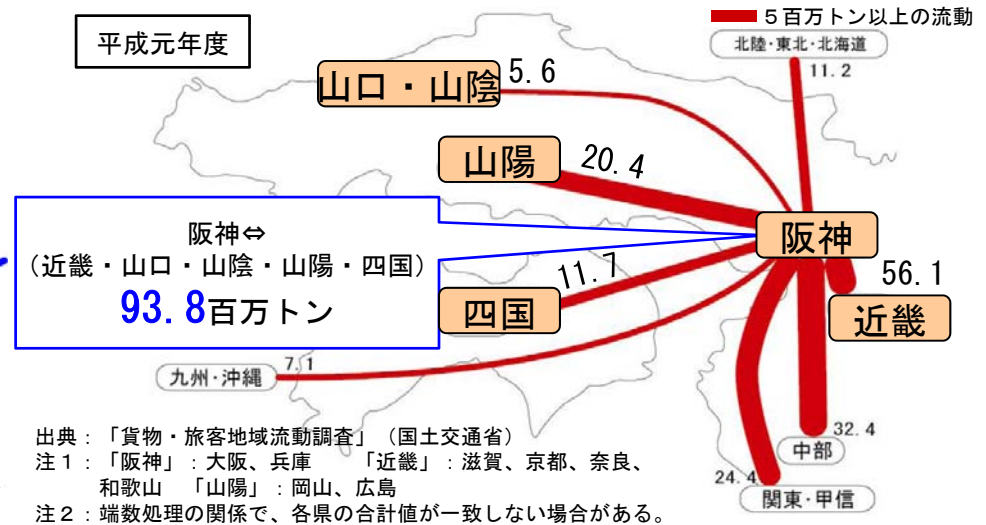 平成元年度
5百万トン以上の流動
北陸・東北・北海道
11.2
山口・山陰
5.6
山陽
20.4
阪神⇔
(近畿・山口・山陰・山陽・四国)
93.8百万トン
阪神
11.7
四国
56.1
近畿
九州・沖縄
7.1
32.4
中部
24.4
関東・甲信
出典:「貨物・旅客地域流動調査」(国土交通省)
注1:「阪神」:大阪、兵庫 「近畿」:滋賀、京都、奈良、
和歌山 「山陽」:岡山、広島
注2:端数処理の関係で、各県の合計値が一致しない場合がある。